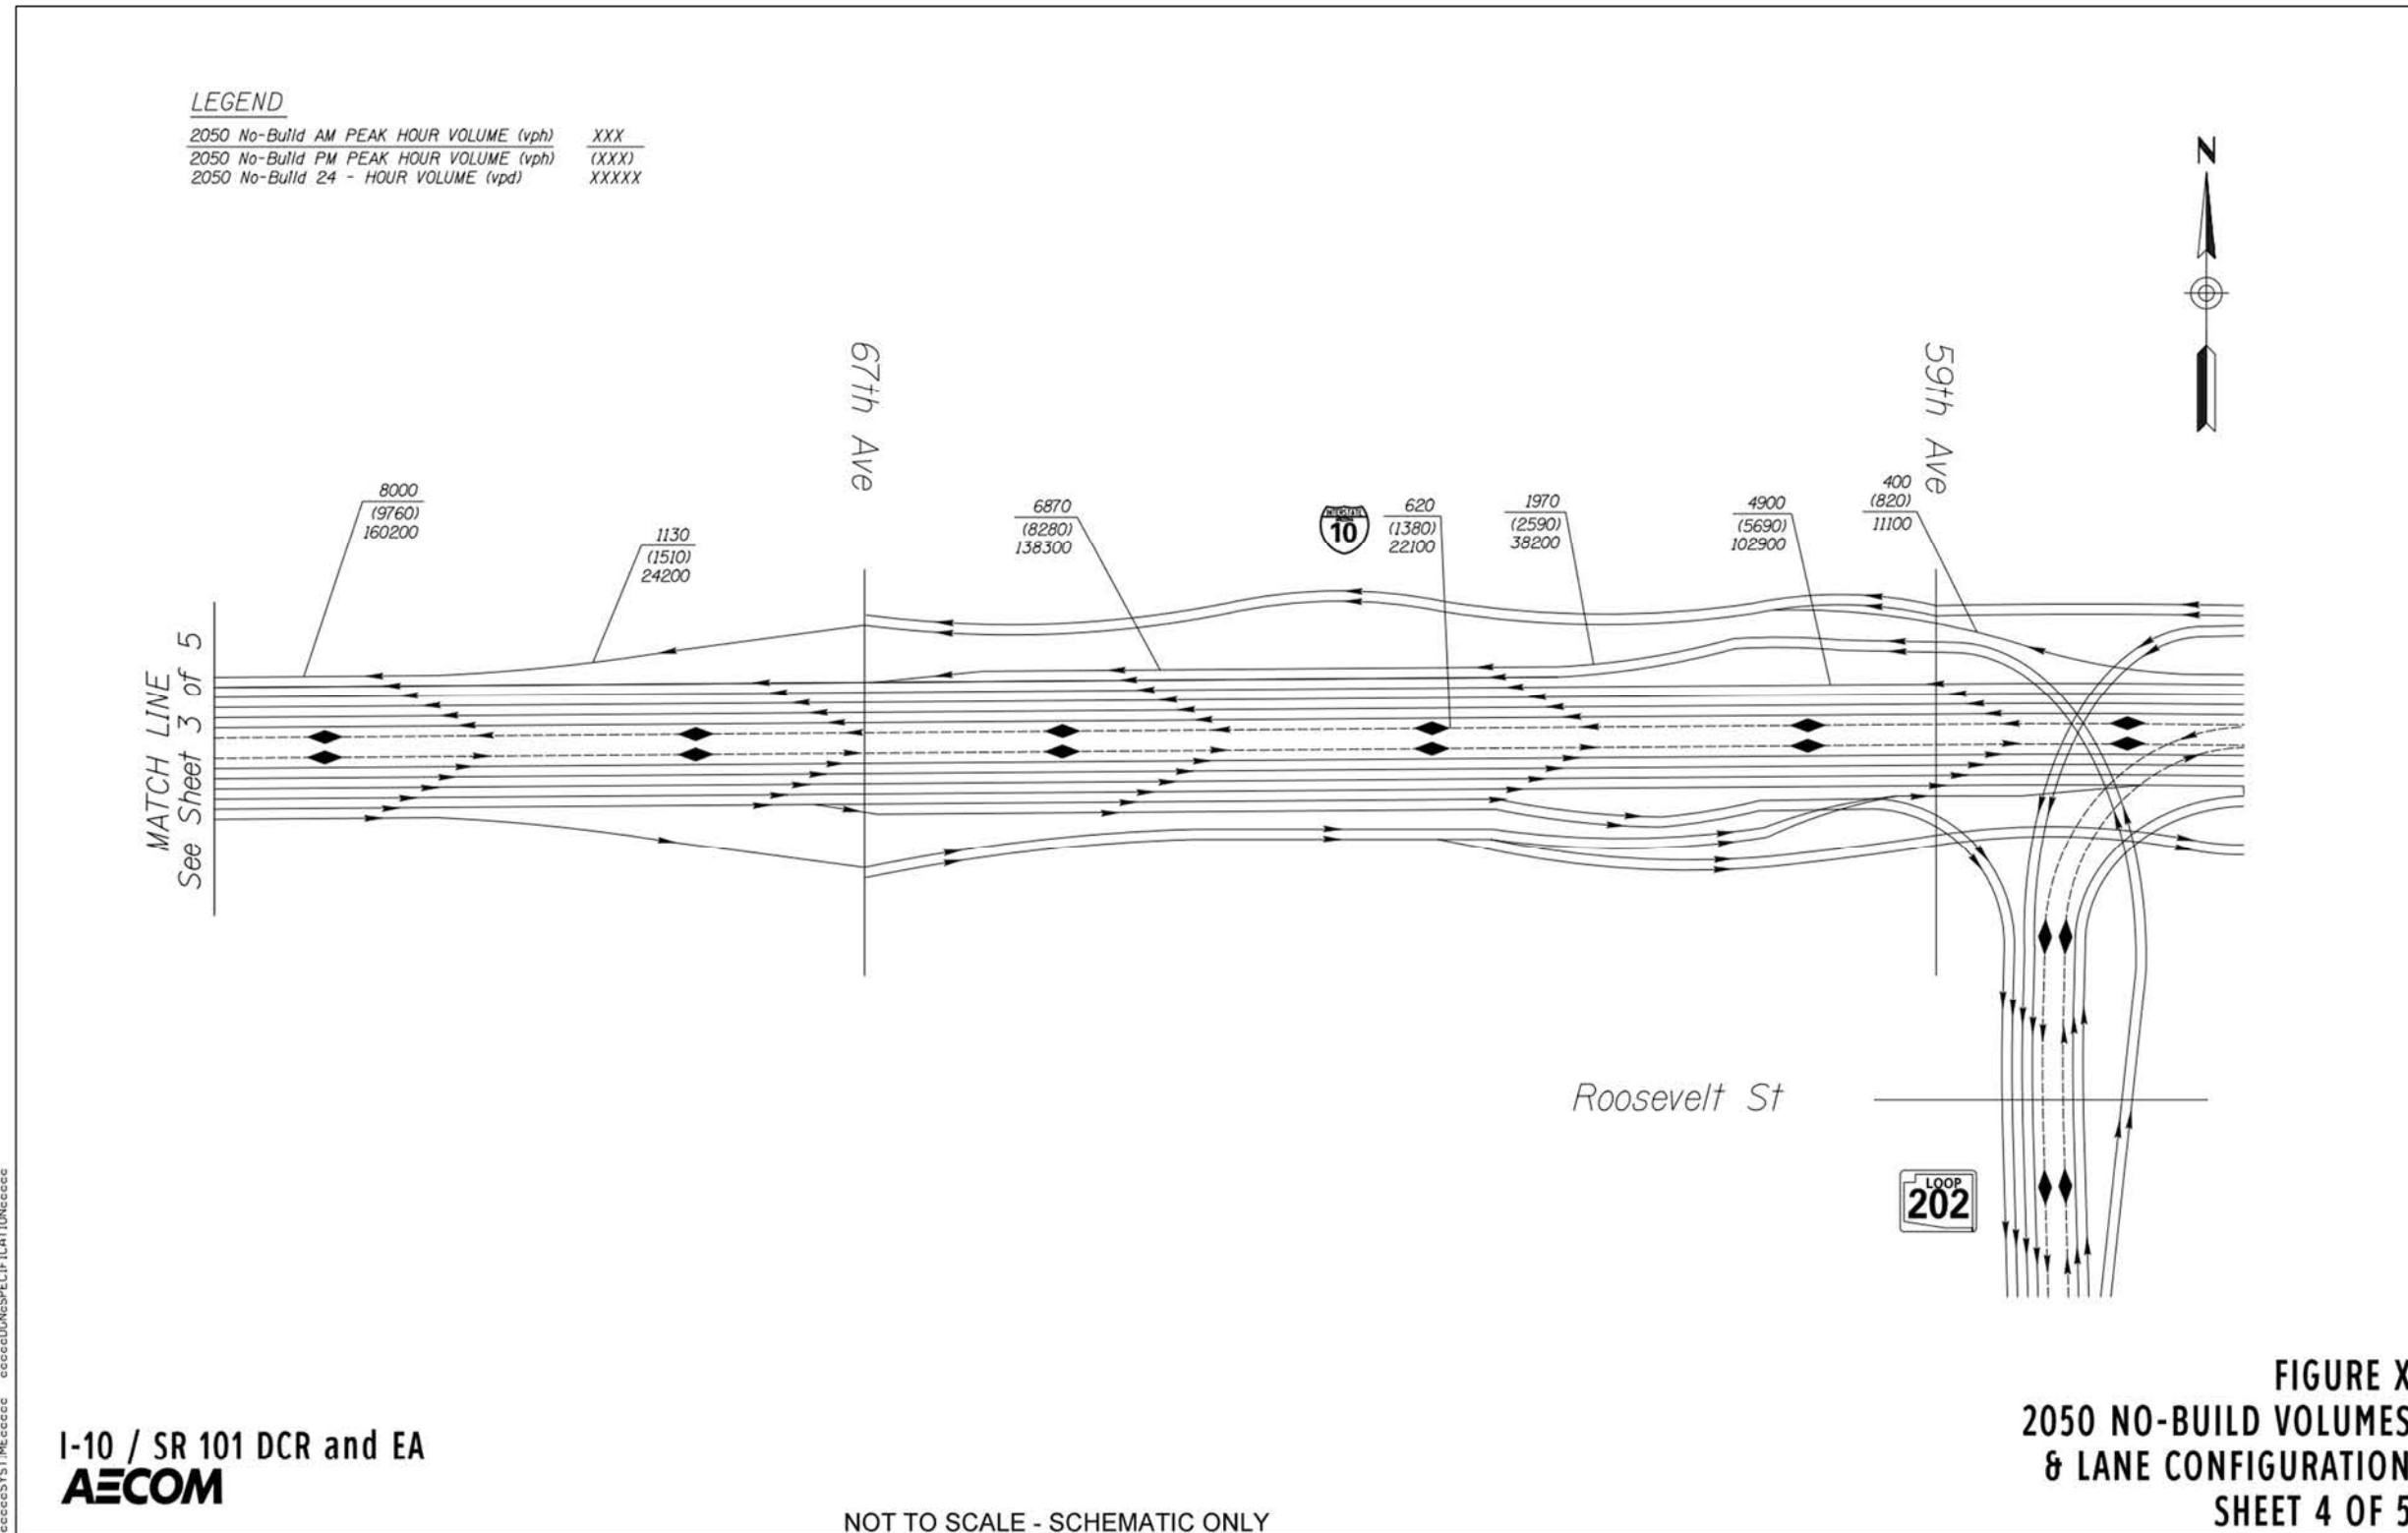 LEGEND
2050 No-Build AM PEAK HOUR VOLUME (vph) XXX
2050 No-Build PM PEAK HOUR VOLUME (vph) (XXX)
2050 No-Build 24 - HOUR VOLUME (vpd) XXXXX
N
67th Ave
59th Ave
8000
(9760)
160200
1130
(1510)
24200
6870
(8280)
138300
INTERSTATE
10
620
(1380)
22100
1970
(2590)
38200
4900
(5690)
102900
400
(820)
11100
MATCH LINE
See Sheet 3 of 5
Roosevelt St
LOOP
202
I-10 / SR 101 DCR and EA
AECOM
NOT TO SCALE - SCHEMATIC ONLY
FIGURE X
2050 NO-BUILD VOLUMES
& LANE CONFIGURATION
SHEET 4 OF 5